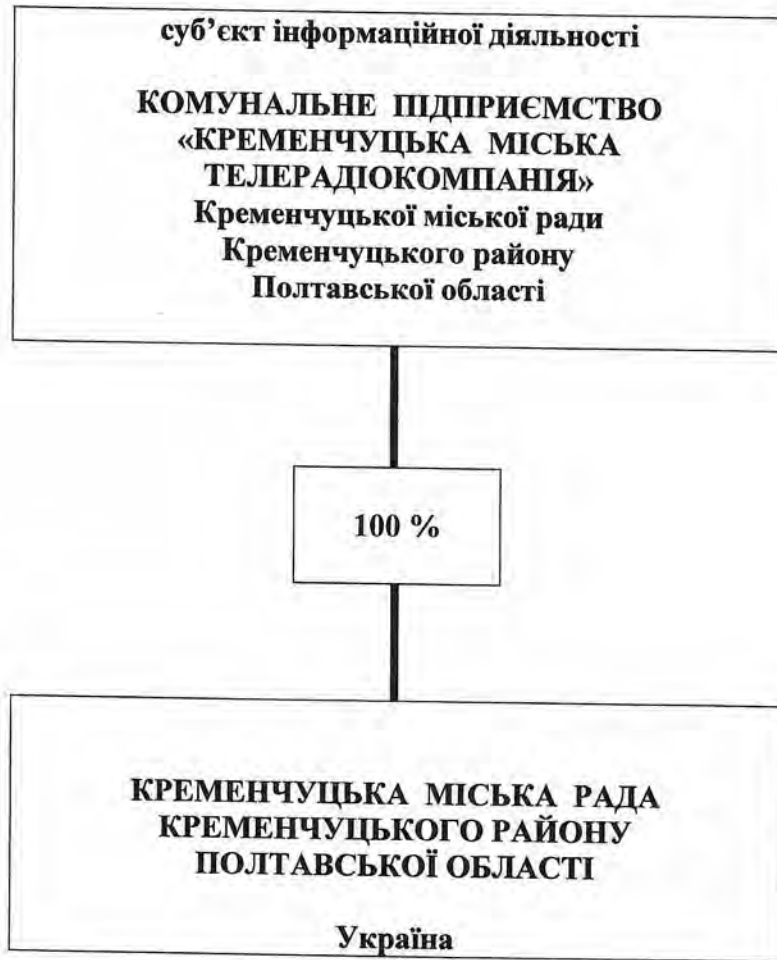 суб’єкт інформаційної діяльності
КОМУНАЛЬНЕ ПІДПРИЄМСТВО
«КРЕМЕНЧУЦЬКА МІСЬКА
ТЕЛЕРАДІОКОМПАНІЯ»
Кременчуцької міської ради
Кременчуцького району
Полтавської області
100 %
КРЕМЕНЧУЦЬКА МІСЬКА РАДА
КРЕМЕНЧУЦЬКОГО РАЙОНУ
ПОЛТАВСЬКОЇ ОБЛАСТІ
Україна